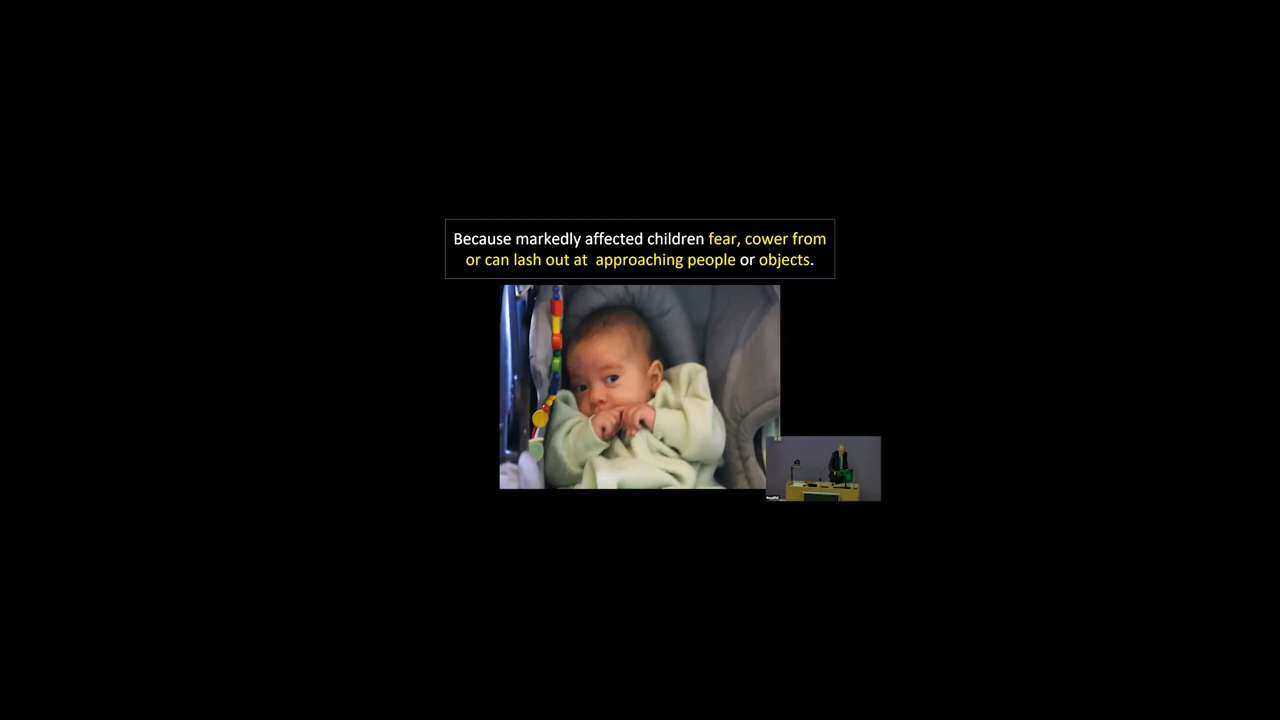 Because markedly affected children fear, cower from
or can lash out at approaching people or objects.